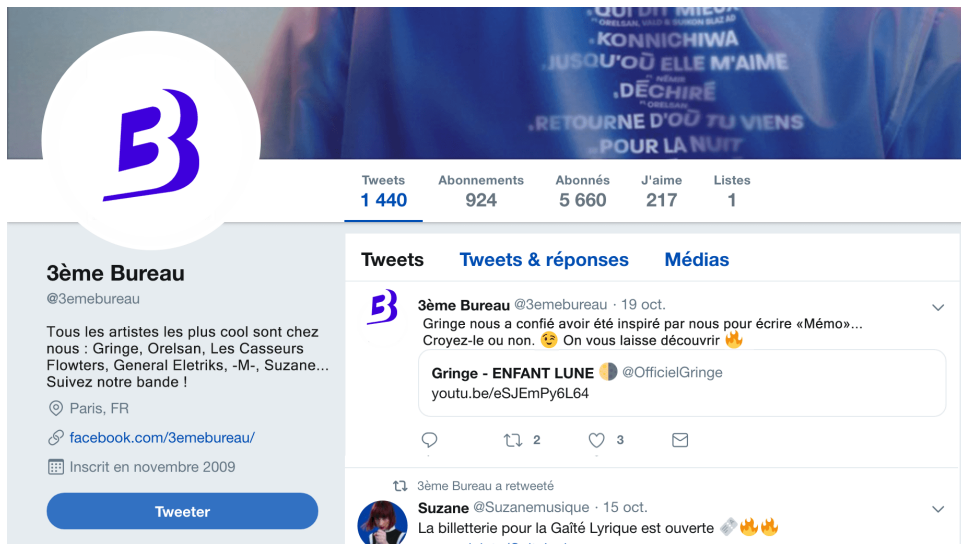 QUI DIT MIEUX
KONNICHIWA
JUSQU'OÙ ELLE M'AIME
FT NÉMIR
DÉCHIRÉ
FT ORELSAN
RETOURNE D'OÙ TU VIENS
POUR LA NUIT
Tweets Abonnements Abonnés J'aime Listes
1 440 924 5 660 217 1
3ème Bureau
@3emebureau
Tous les artistes les plus cool sont chez
nous : Gringe, Orelsan, Les Casseurs
Flowters, General Eletriks, -M-, Suzane...
Suivez notre bande !
Paris, FR
facebook.com/3emebureau/
Inscrit en novembre 2009
Tweeter
Tweets Tweets & réponses Médias
3ème Bureau @3emebureau · 19 oct.
Gringe nous a confié avoir été inspiré par nous pour écrire «Mémo»...
Croyez-le ou non. 😉 On vous laisse découvrir 🔥
Gringe - ENFANT LUNE 🌗 @OfficielGringe
youtu.be/eSJEmPy6L64
2 3
3ème Bureau a retweeté
Suzane @Suzanemusique · 15 oct.
La billetterie pour la Gaîté Lyrique est ouverte 🎟🔥🔥